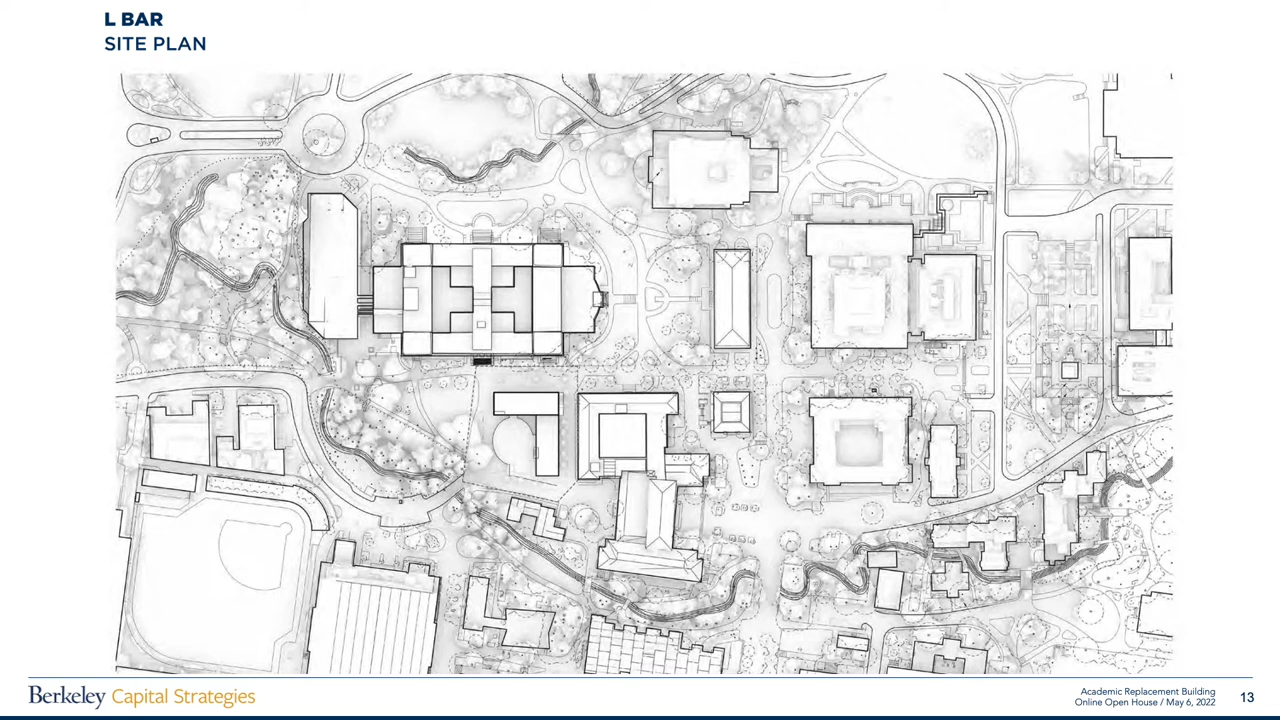 L BAR
SITE PLAN
Berkeley Capital Strategies
Academic Replacement Building
Online Open House / May 6, 2022
13